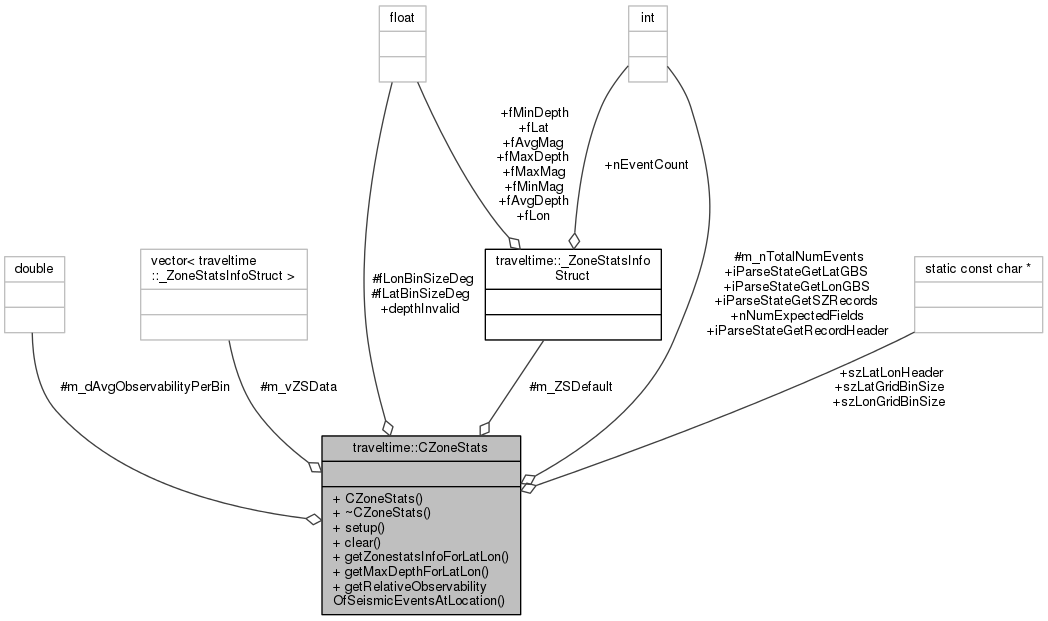 float
int
+fMinDepth
+fLat
+fAvgMag
+fMaxDepth
+fMaxMag
+fMinMag
+fAvgDepth
+fLon
+nEventCount
double
vector< traveltime
::_ZoneStatsInfoStruct >
#fLonBinSizeDeg
#fLatBinSizeDeg
+depthInvalid
traveltime::_ZoneStatsInfo
Struct
#m_nTotalNumEvents
+iParseStateGetLatGBS
+iParseStateGetLonGBS
+iParseStateGetSZRecords
+nNumExpectedFields
+iParseStateGetRecordHeader
static const char *
#m_dAvgObservabilityPerBin
#m_vZSData
#m_ZSDefault
+szLatLonHeader
+szLatGridBinSize
+szLonGridBinSize
traveltime::CZoneStats
+ CZoneStats()
+ ~CZoneStats()
+ setup()
+ clear()
+ getZonestatsInfoForLatLon()
+ getMaxDepthForLatLon()
+ getRelativeObservability
OfSeismicEventsAtLocation()